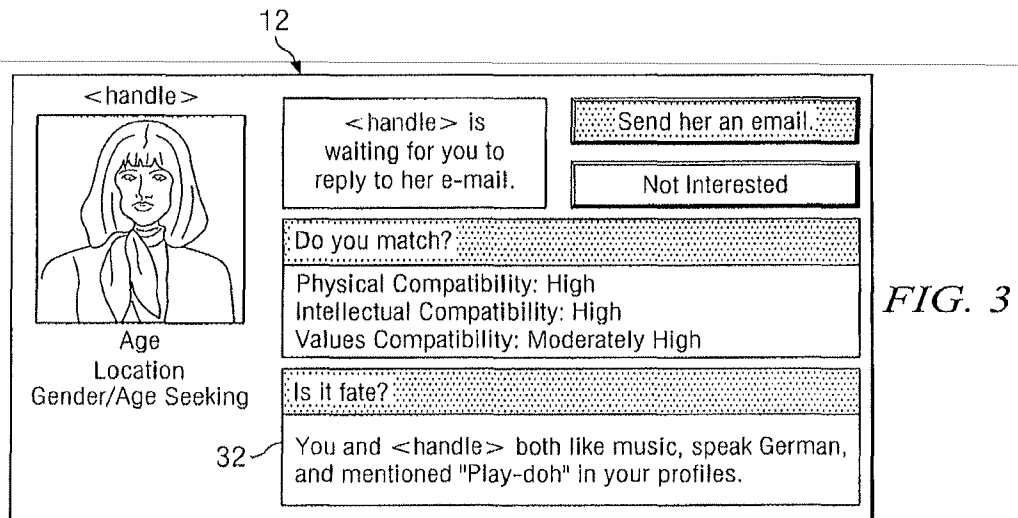 12
<handle>
<handle> is
waiting for you to
reply to her e-mail.
Send her an email.
Not Interested
Do you match?
Physical Compatibility: High
Intellectual Compatibility: High
Values Compatibility: Moderately High
Age
Location
Gender/Age Seeking
Is it fate?
32
You and <handle> both like music, speak German,
and mentioned "Play-doh" in your profiles.
FIG. 3